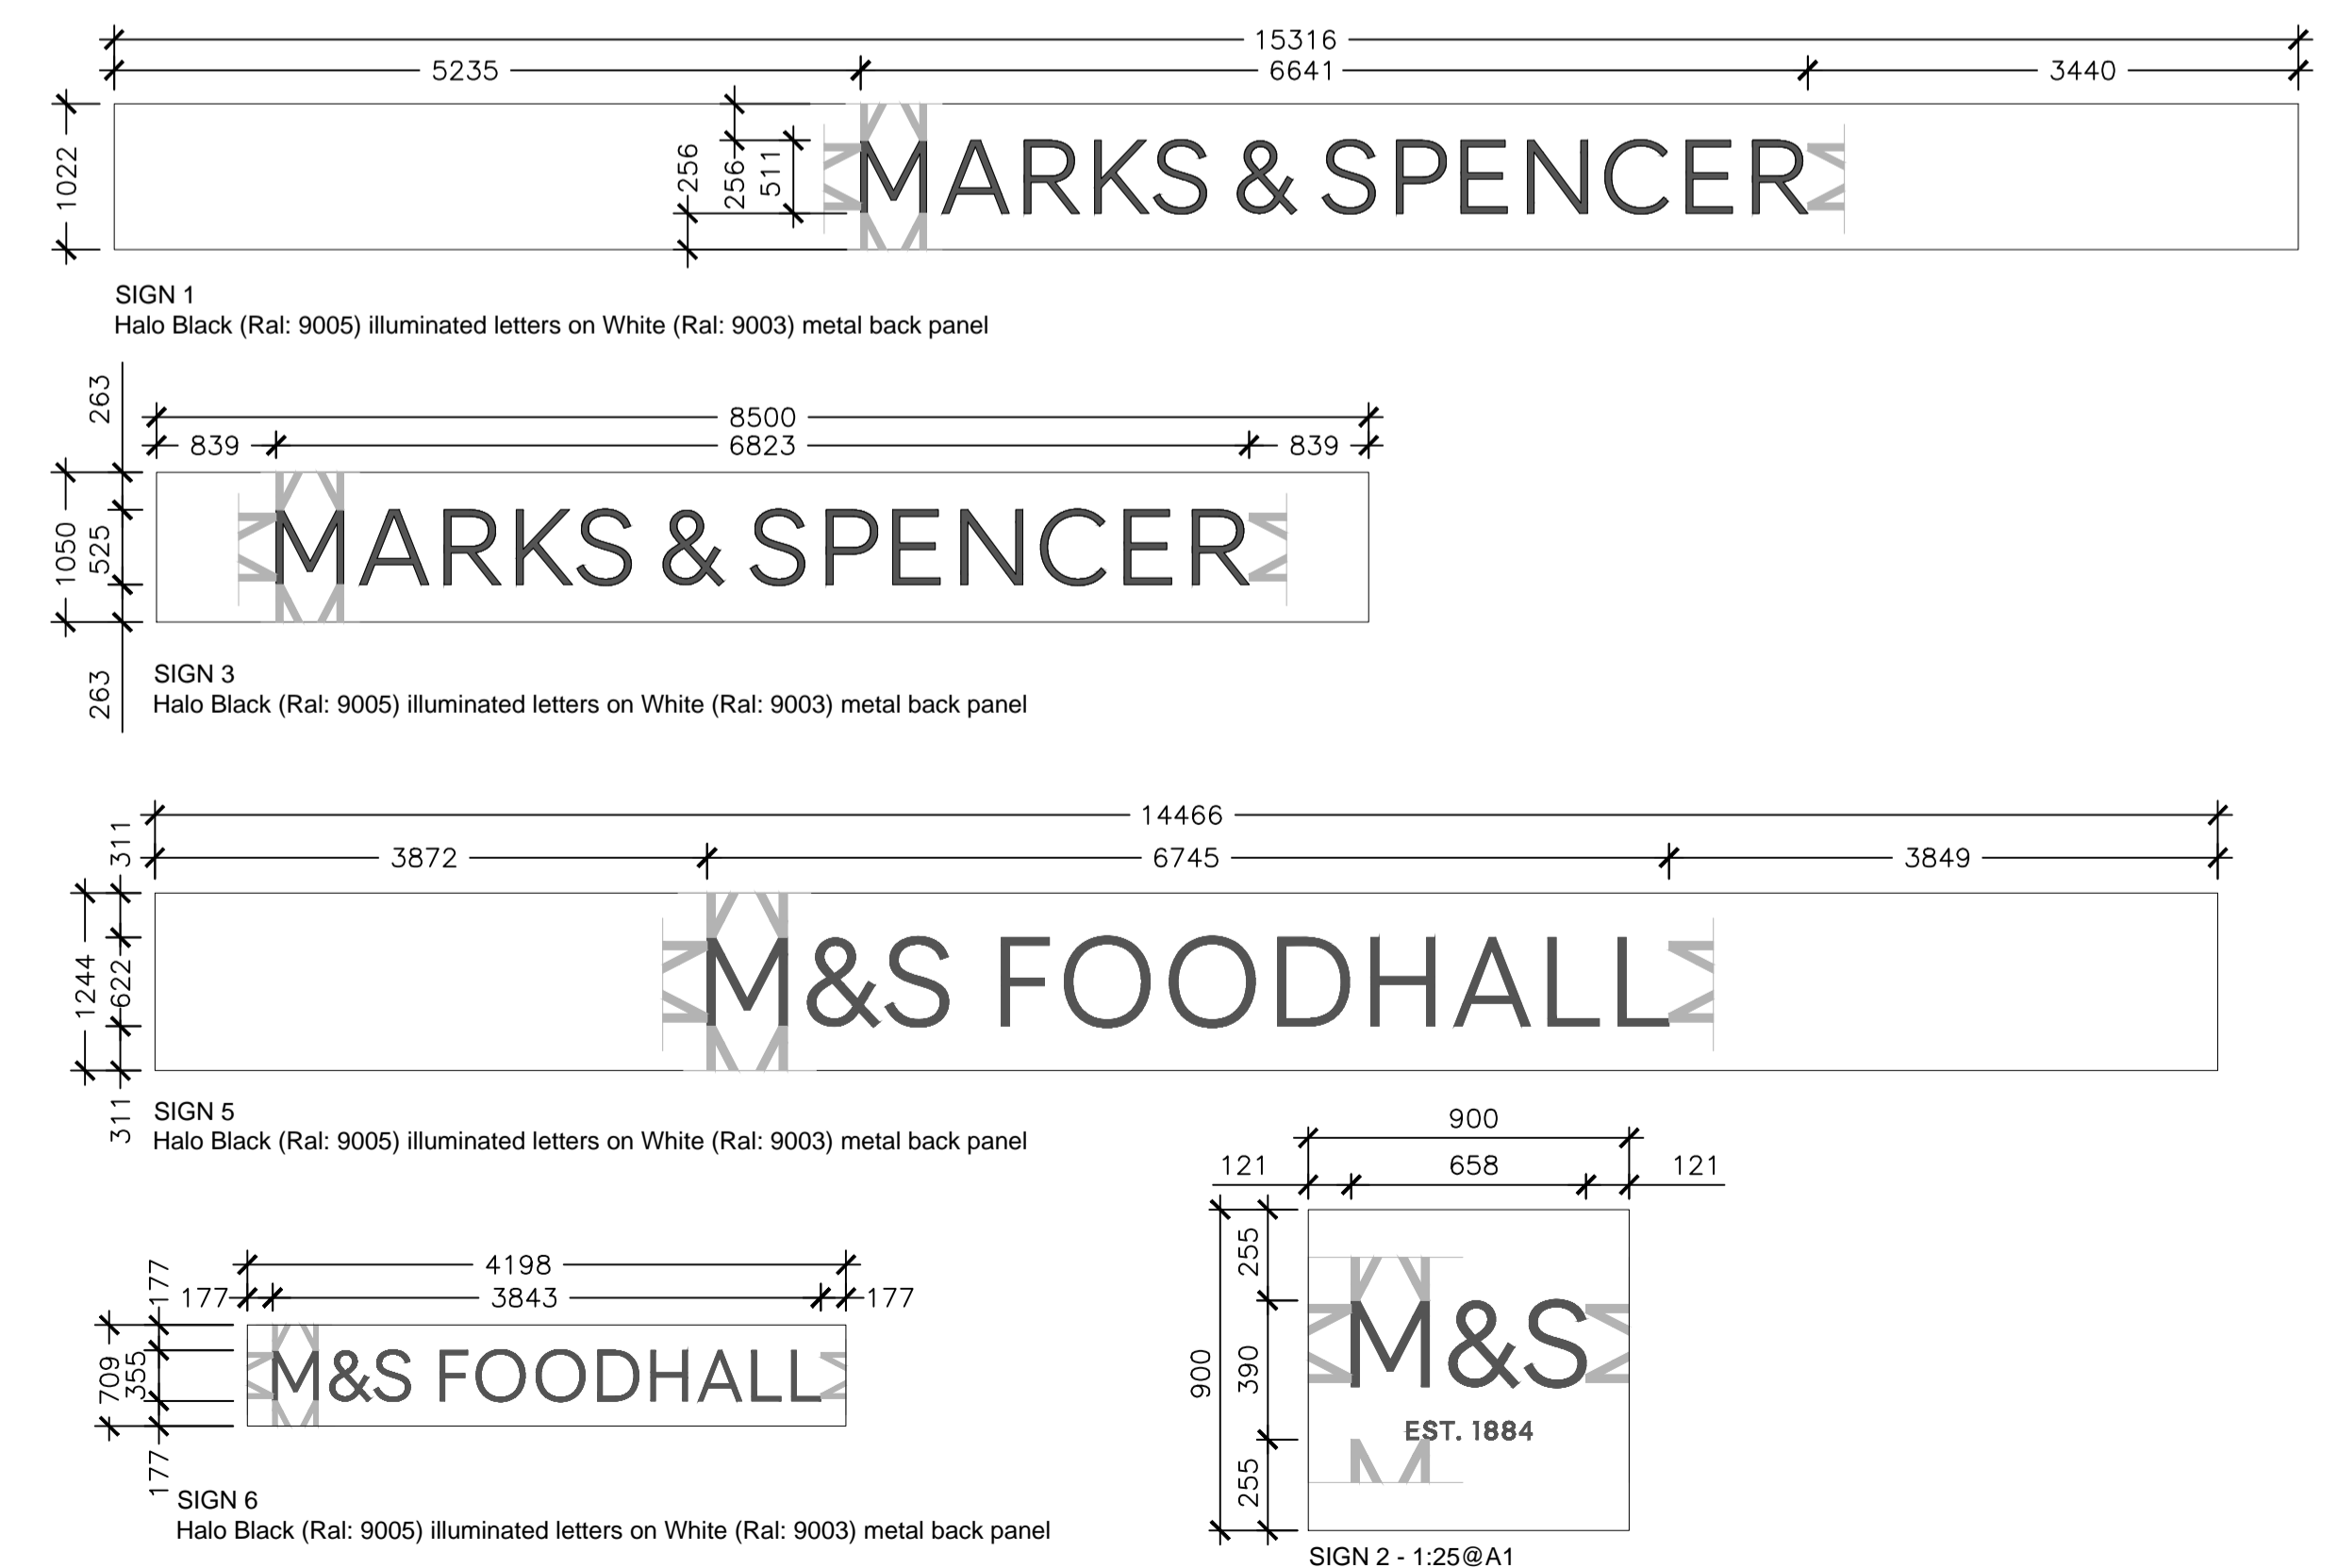 15316
5235 6641 3440
1022
256
256
511
MARKS & SPENCER
SIGN 1
Halo Black (Ral: 9005) illuminated letters on White (Ral: 9003) metal back panel
263
8500
839 6823 839
1050
525
MARKS & SPENCER
263
SIGN 3
Halo Black (Ral: 9005) illuminated letters on White (Ral: 9003) metal back panel
14466
311
3872 6745 3849
1244
622
M&S FOODHALL
311
SIGN 5
Halo Black (Ral: 9005) illuminated letters on White (Ral: 9003) metal back panel
4198
177
177 3843 177
709
355
M&S FOODHALL
177
SIGN 6
Halo Black (Ral: 9005) illuminated letters on White (Ral: 9003) metal back panel
900
121 658 121
255
900
390
M&S
EST. 1884
255
SIGN 2 - 1:25@A1